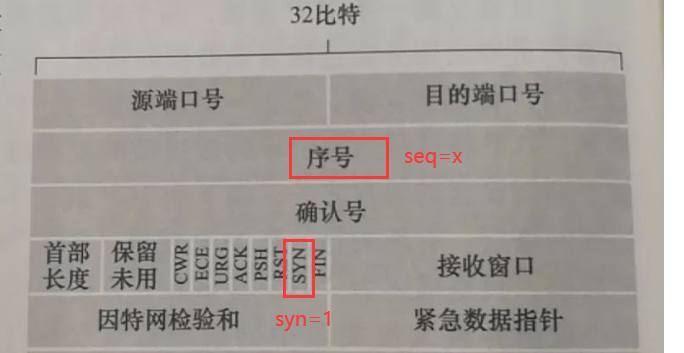 32比特
源端口号 目的端口号
序号 seq=x
确认号
首部长度 保留未用 CWR ECE URG ACK PSH RST SYN FIN 接收窗口
因特网检验和 syn=1 紧急数据指针